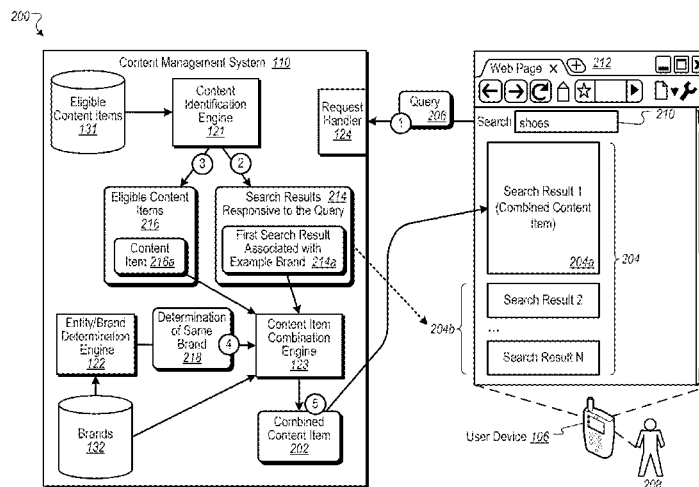 200
Content Management System 110
Eligible
Content Items
131
Content
Identification
Engine
121
Request
Handler
124
1
Query
206
Web Page x
212
Search
shoes
210
3
2
Eligible Content
Items
216
Content
Item 216a
Search Results 214
Responsive to the Query
First Search Result
Associated with
Example Brand 214a
Search Result 1
(Combined Content
Item)
204a
204
Search Result 2
...
Search Result N
204b
Entity/Brand
Determination
Engine
122
Determination
of Same
Brand
218
4
Content Item
Combination
Engine
123
Brands
132
5
Combined
Content Item
202
User Device 106
208